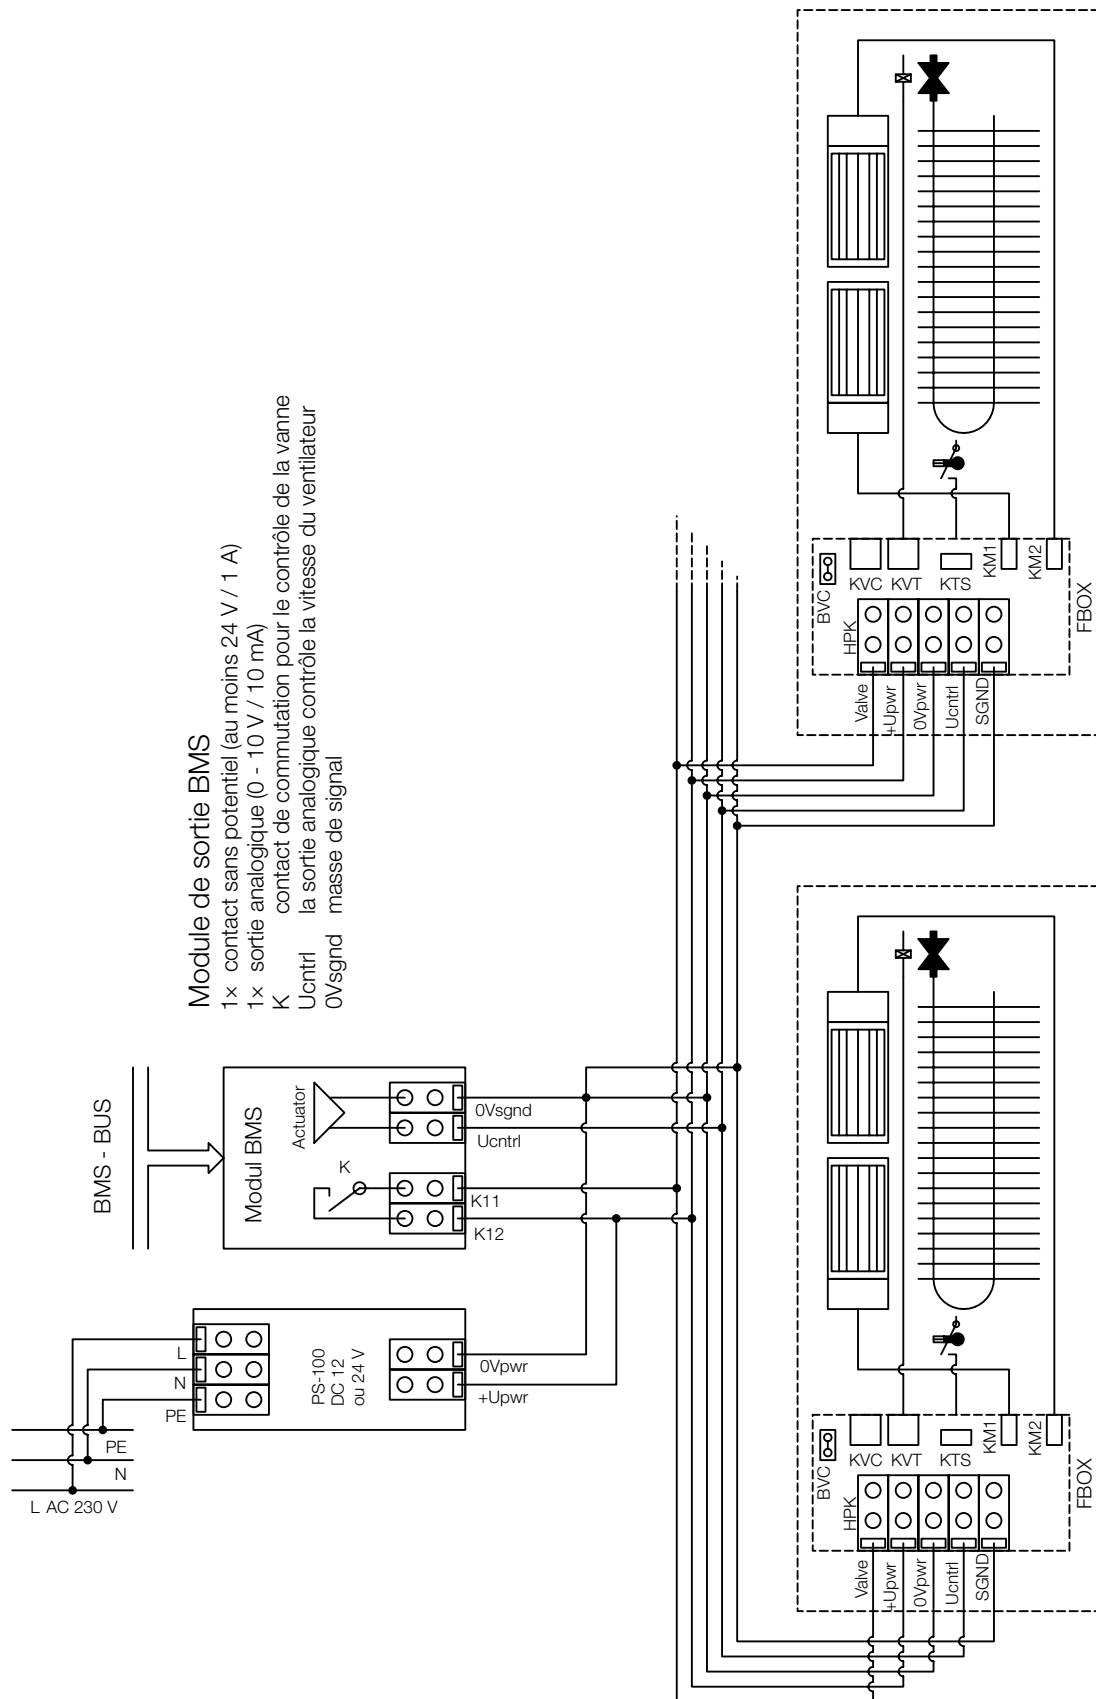 Module de sortie BMS
1× contact sans potentiel (au moins 24 V / 1 A)
1× sortie analogique (0 - 10 V / 10 mA)
K contact de commutation pour le contrôle de la vanne
Ucntrl la sortie analogique contrôle la vitesse du ventilateur
0Vsgnd masse de signal
BMS - BUS
Modul BMS
Actuator
K
0Vsgnd
Ucntrl
K11
K12
PS-100
DC 12
ou 24 V
L
N
PE
0Vpwr
+Upwr
PE
N
L AC 230 V
BVC
KVC
KVT
KTS
KM1
KM2
HPK
FBOX
Valve
+Upwr
0Vpwr
Ucntrl
SGND
BVC
KVC
KVT
KTS
KM1
KM2
HPK
FBOX
Valve
+Upwr
0Vpwr
Ucntrl
SGND